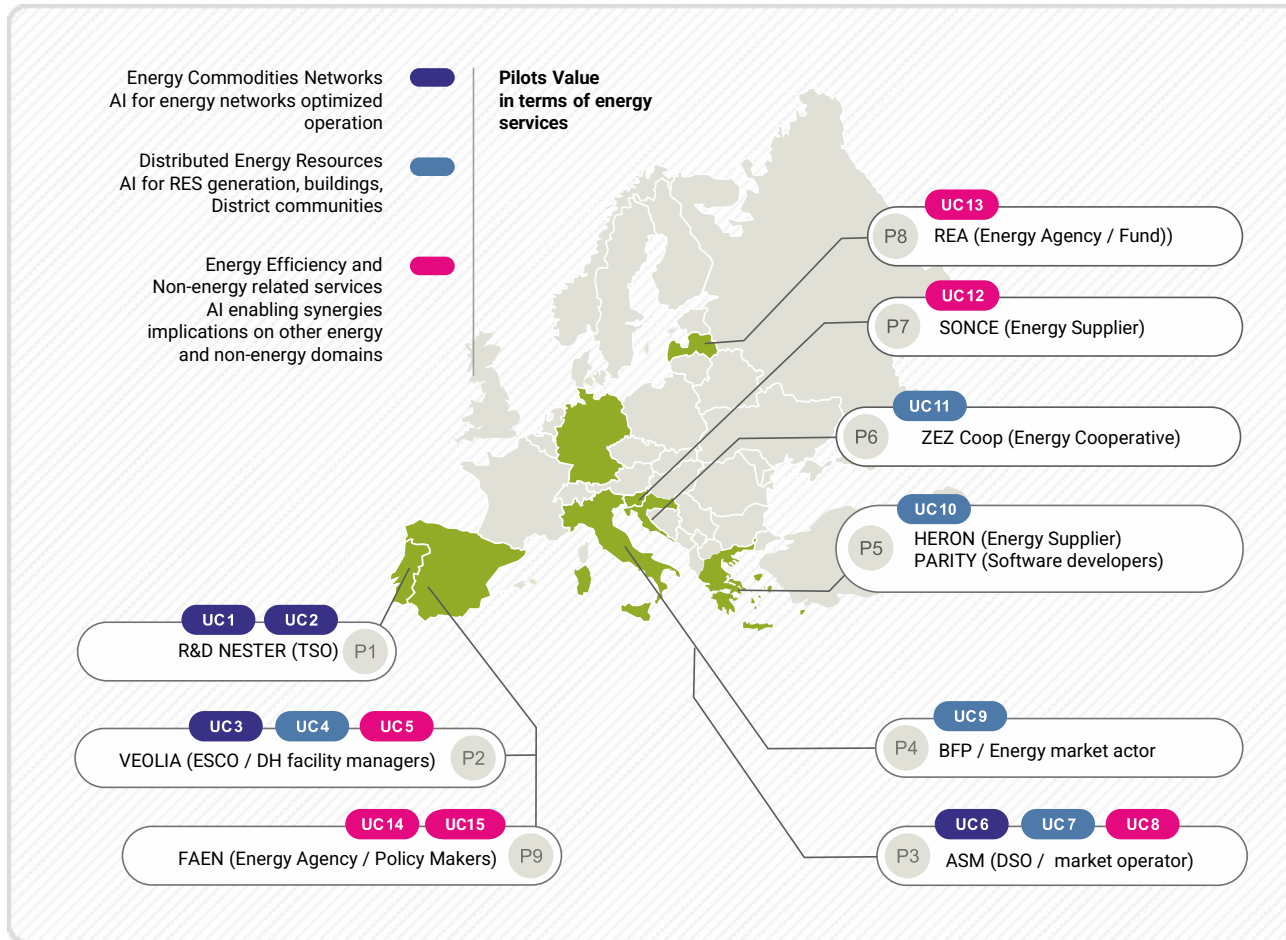 Energy Commodities Networks
AI for energy networks optimized
operation
Distributed Energy Resources
AI for RES generation, buildings,
District communities
Energy Efficiency and
Non-energy related services
AI enabling synergies
implications on other energy
and non-energy domains
Pilots Value
in terms of energy
services
UC13
P8
REA (Energy Agency / Fund))
UC12
P7
SONCE (Energy Supplier)
UC11
P6
ZEZ Coop (Energy Cooperative)
UC10
P5
HERON (Energy Supplier)
PARITY (Software developers)
UC1
UC2
R&D NESTER (TSO)
P1
UC3
UC4
UC5
VEOLIA (ESCO / DH facility managers)
P2
UC14
UC15
FAEN (Energy Agency / Policy Makers)
P9
UC9
P4
BFP / Energy market actor
UC6
UC7
UC8
P3
ASM (DSO / market operator)